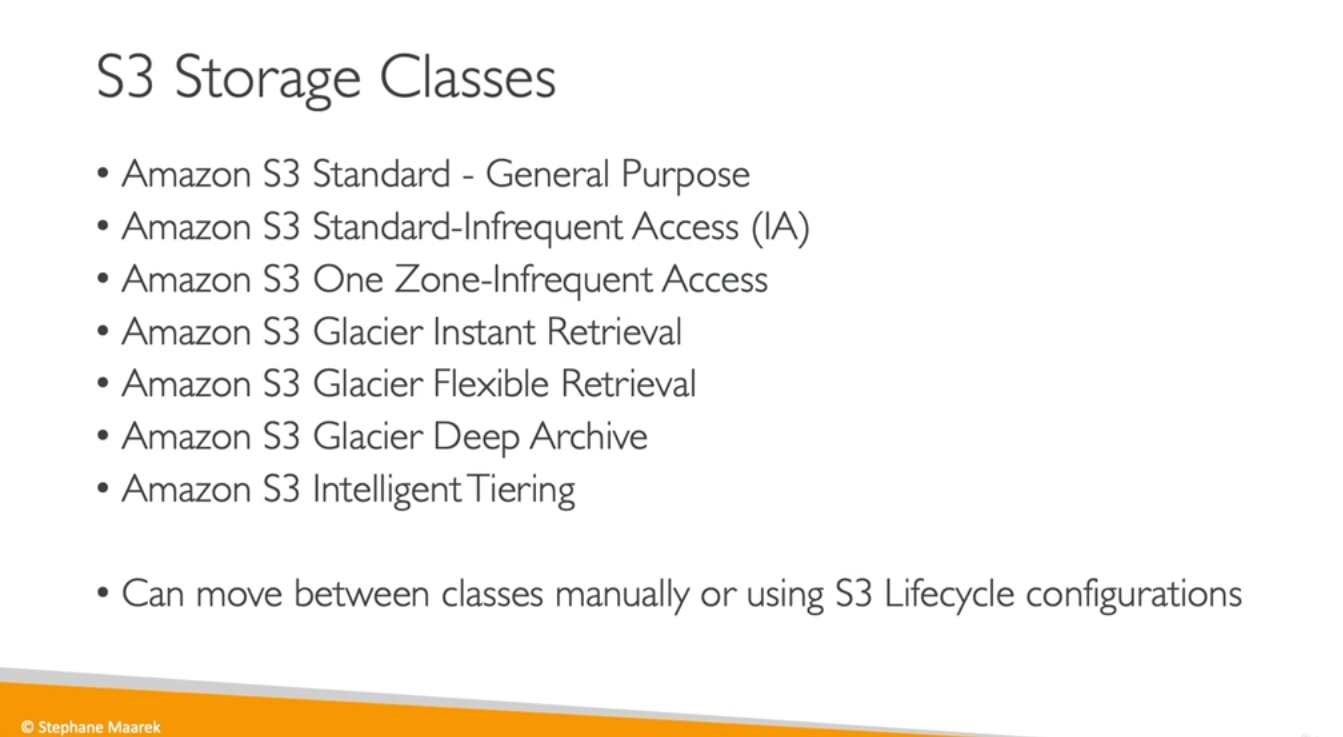 S3 Storage Classes
• Amazon S3 Standard - General Purpose
• Amazon S3 Standard-Infrequent Access (IA)
• Amazon S3 One Zone-Infrequent Access
• Amazon S3 Glacier Instant Retrieval
• Amazon S3 Glacier Flexible Retrieval
• Amazon S3 Glacier Deep Archive
• Amazon S3 Intelligent Tiering
• Can move between classes manually or using S3 Lifecycle configurations
© Stephane Maarek